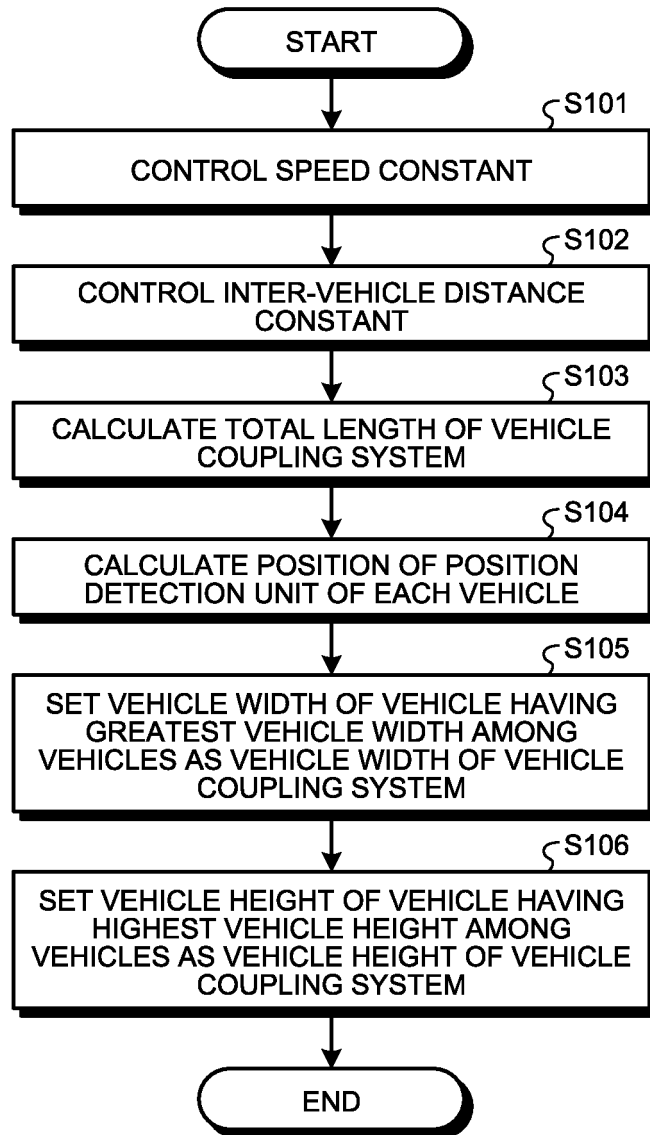 START
S101
CONTROL SPEED CONSTANT
S102
CONTROL INTER-VEHICLE DISTANCE
CONSTANT
S103
CALCULATE TOTAL LENGTH OF VEHICLE
COUPLING SYSTEM
S104
CALCULATE POSITION OF POSITION
DETECTION UNIT OF EACH VEHICLE
S105
SET VEHICLE WIDTH OF VEHICLE HAVING
GREATEST VEHICLE WIDTH AMONG
VEHICLES AS VEHICLE WIDTH OF VEHICLE
COUPLING SYSTEM
S106
SET VEHICLE HEIGHT OF VEHICLE HAVING
HIGHEST VEHICLE HEIGHT AMONG
VEHICLES AS VEHICLE HEIGHT OF VEHICLE
COUPLING SYSTEM
END